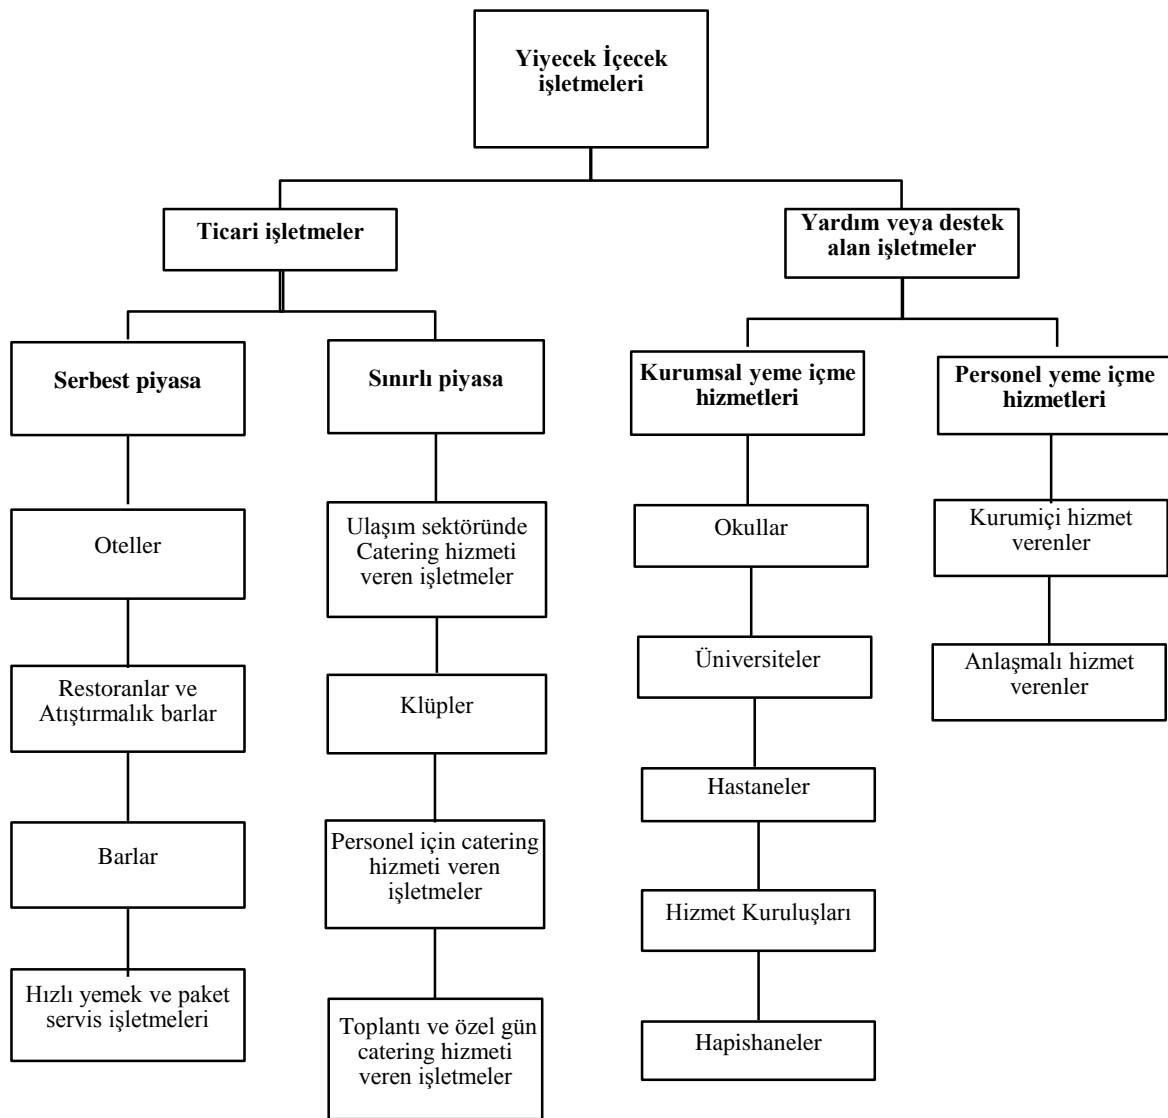 Yiyecek İçecek
işletmeleri
Ticari işletmeler
Yardım veya destek
alan işletmeler
Serbest piyasa
Sınırlı piyasa
Kurumsal yeme içme
hizmetleri
Personel yeme içme
hizmetleri
Oteller
Ulaşım sektöründe
Catering hizmeti
veren işletmeler
Okullar
Kurumiçi hizmet
verenler
Restoranlar ve
Atıştırmalık barlar
Klüpler
Üniversiteler
Anlaşmalı hizmet
verenler
Barlar
Personel için catering
hizmeti veren
işletmeler
Hastaneler
Hizmet Kuruluşları
Hızlı yemek ve paket
servis işletmeleri
Toplantı ve özel gün
catering hizmeti
veren işletmeler
Hapishaneler